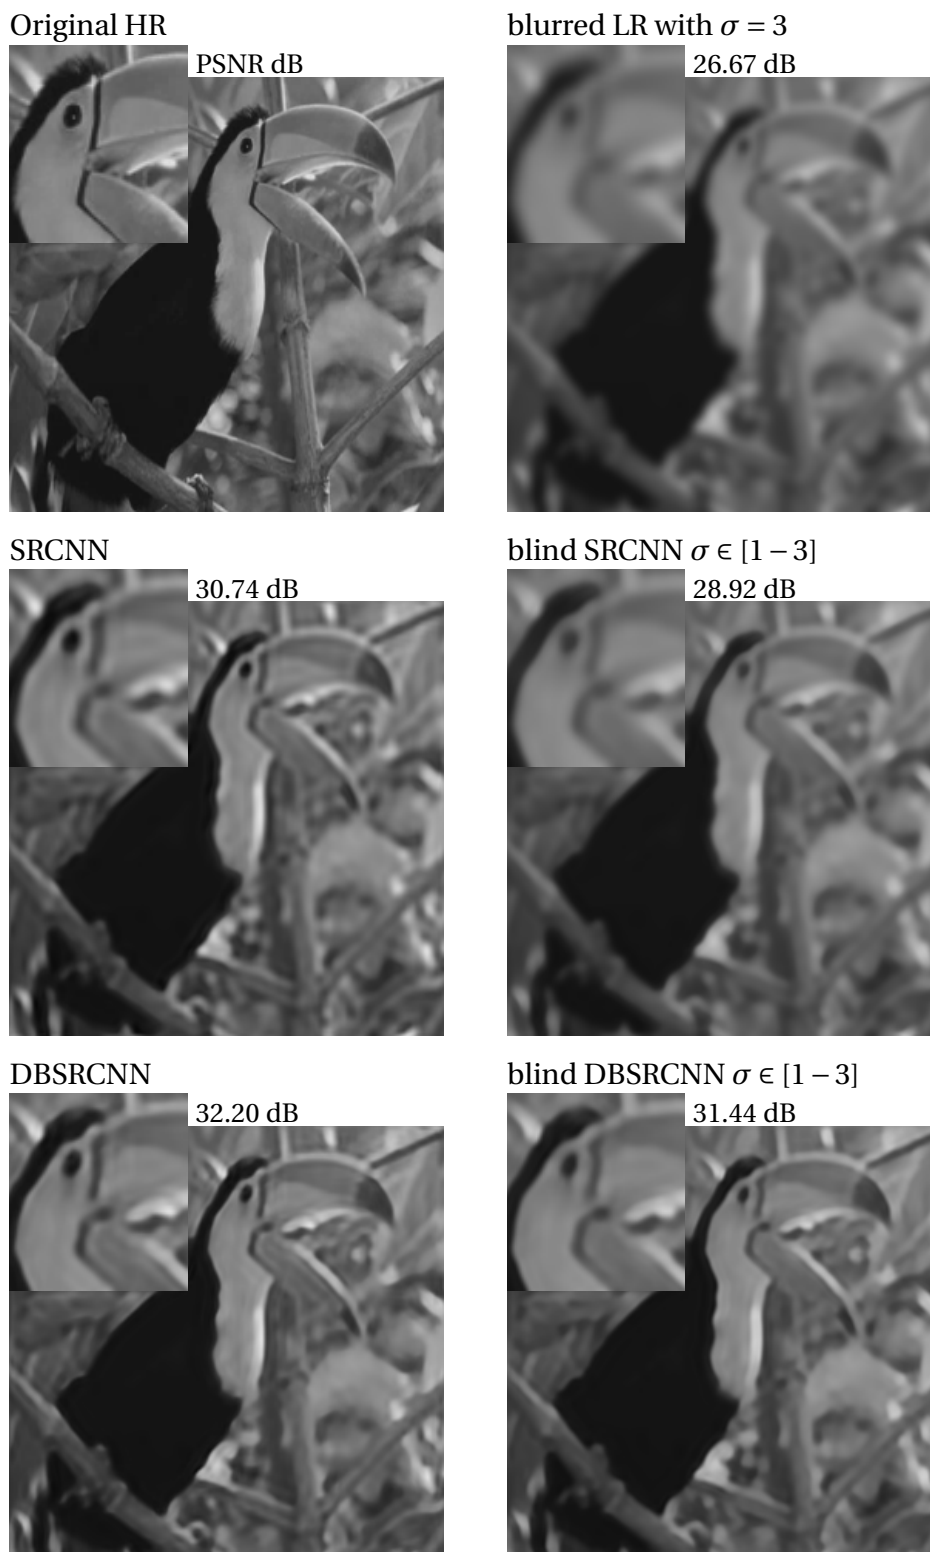 Original HR
PSNR dB
blurred LR with σ = 3
26.67 dB
SRCNN
30.74 dB
blind SRCNN σ ∈ [1 − 3]
28.92 dB
DBSRCNN
32.20 dB
blind DBSRCNN σ ∈ [1 − 3]
31.44 dB